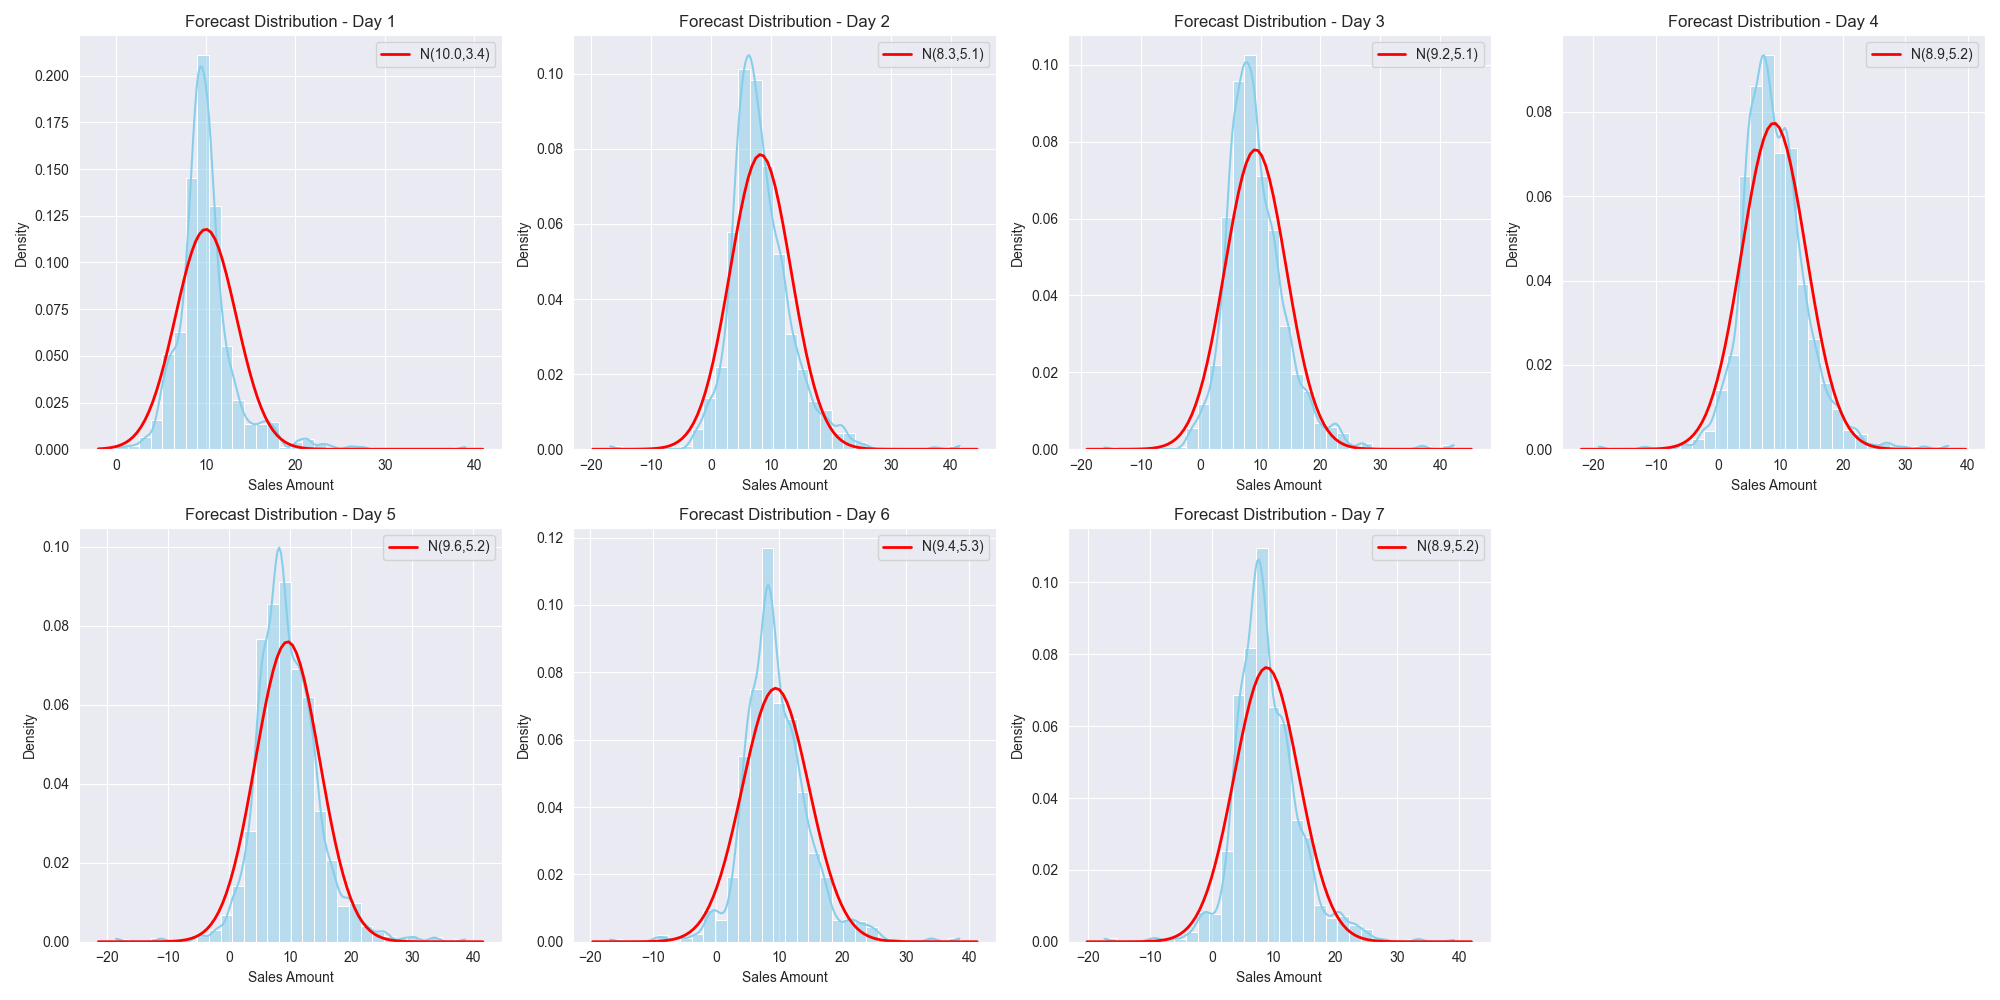 Forecast Distribution - Day 1
N(10.0,3.4)
Density
0.200
0.175
0.150
0.125
0.100
0.075
0.050
0.025
0.000
0 10 20 30 40
Sales Amount
Forecast Distribution - Day 2
N(8.3,5.1)
Density
0.10
0.08
0.06
0.04
0.02
0.00
−20 −10 0 10 20 30 40
Sales Amount
Forecast Distribution - Day 3
N(9.2,5.1)
Density
0.10
0.08
0.06
0.04
0.02
0.00
−20 −10 0 10 20 30 40
Sales Amount
Forecast Distribution - Day 4
N(8.9,5.2)
Density
0.08
0.06
0.04
0.02
0.00
−20 −10 0 10 20 30 40
Sales Amount
Forecast Distribution - Day 5
N(9.6,5.2)
Density
0.10
0.08
0.06
0.04
0.02
0.00
−20 −10 0 10 20 30 40
Sales Amount
Forecast Distribution - Day 6
N(9.4,5.3)
Density
0.12
0.10
0.08
0.06
0.04
0.02
0.00
−20 −10 0 10 20 30 40
Sales Amount
Forecast Distribution - Day 7
N(8.9,5.2)
Density
0.10
0.08
0.06
0.04
0.02
0.00
−20 −10 0 10 20 30 40
Sales Amount